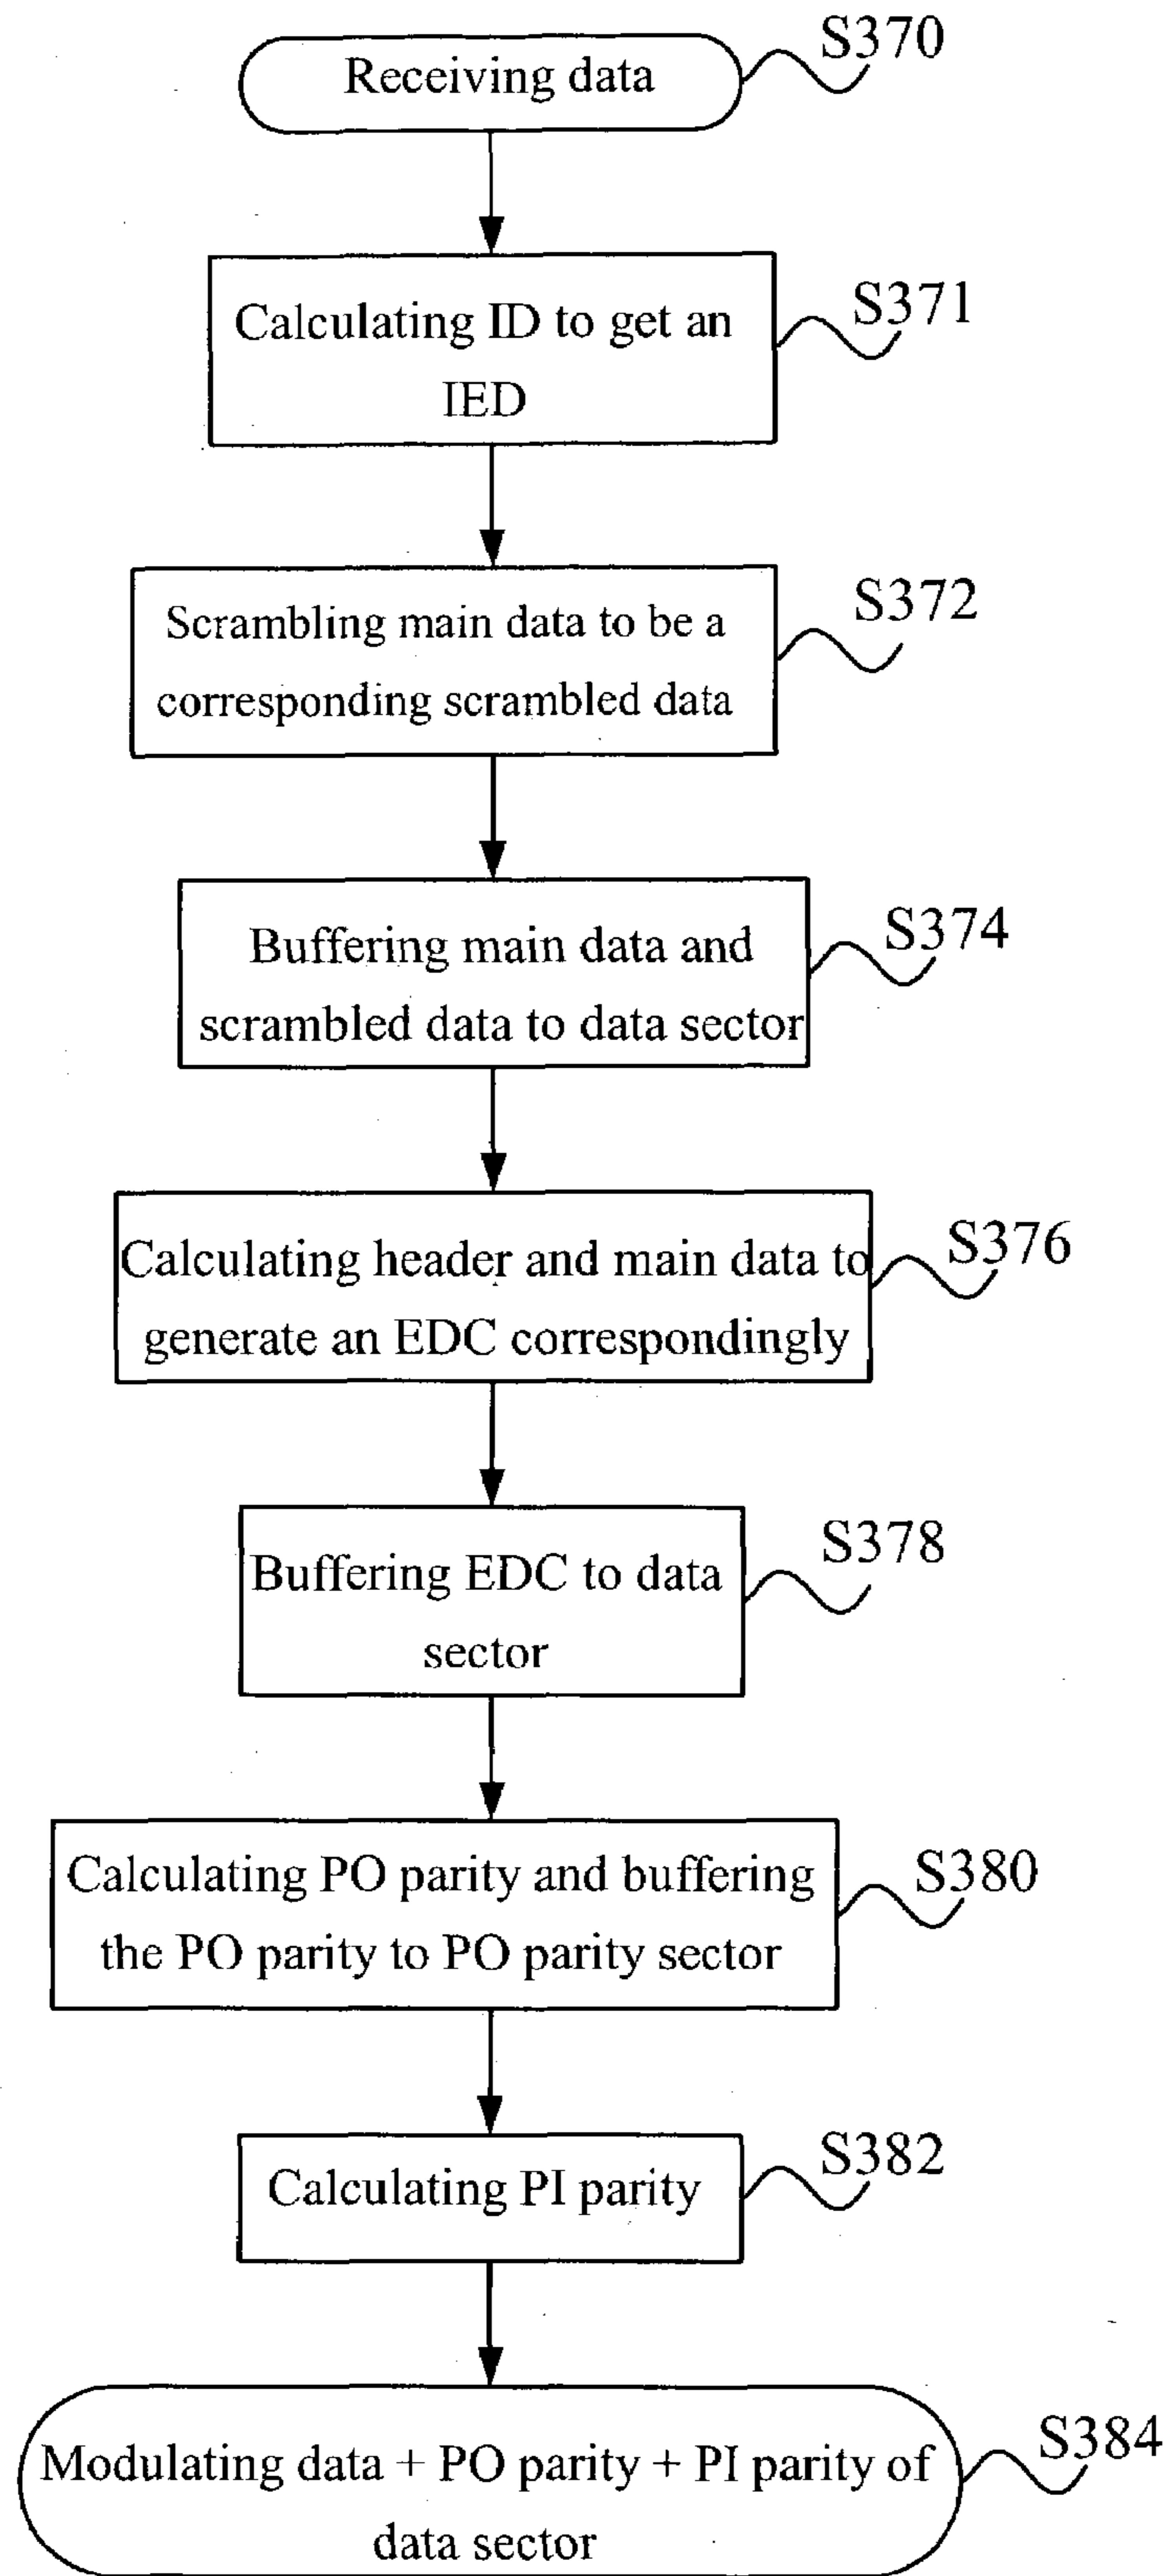 Receiving data
S370
Calculating ID to get an
IED
S371
Scrambling main data to be a
corresponding scrambled data
S372
Buffering main data and
scrambled data to data sector
S374
Calculating header and main data to
generate an EDC correspondingly
S376
Buffering EDC to data
sector
S378
Calculating PO parity and buffering
the PO parity to PO parity sector
S380
Calculating PI parity
S382
Modulating data + PO parity + PI parity of
data sector
S384